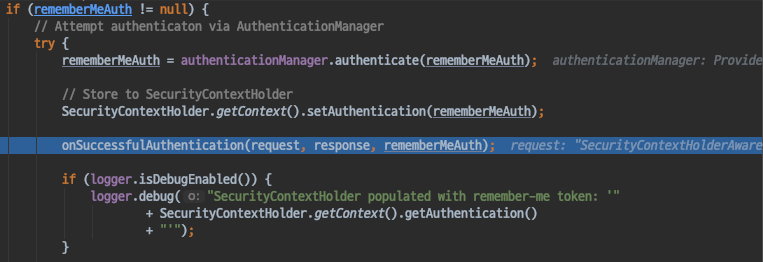 if (rememberMeAuth != null) {
// Attempt authenticaton via AuthenticationManager
try {
rememberMeAuth = authenticationManager.authenticate(rememberMeAuth); authenticationManager: Provide
// Store to SecurityContextHolder
SecurityContextHolder.getContext().setAuthentication(rememberMeAuth);
onSuccessfulAuthentication(request, response, rememberMeAuth); request: "SecurityContextHolderAware
if (logger.isDebugEnabled()) {
logger.debug( o: "SecurityContextHolder populated with remember-me token: '"
+ SecurityContextHolder.getContext().getAuthentication()
+ "'");
}